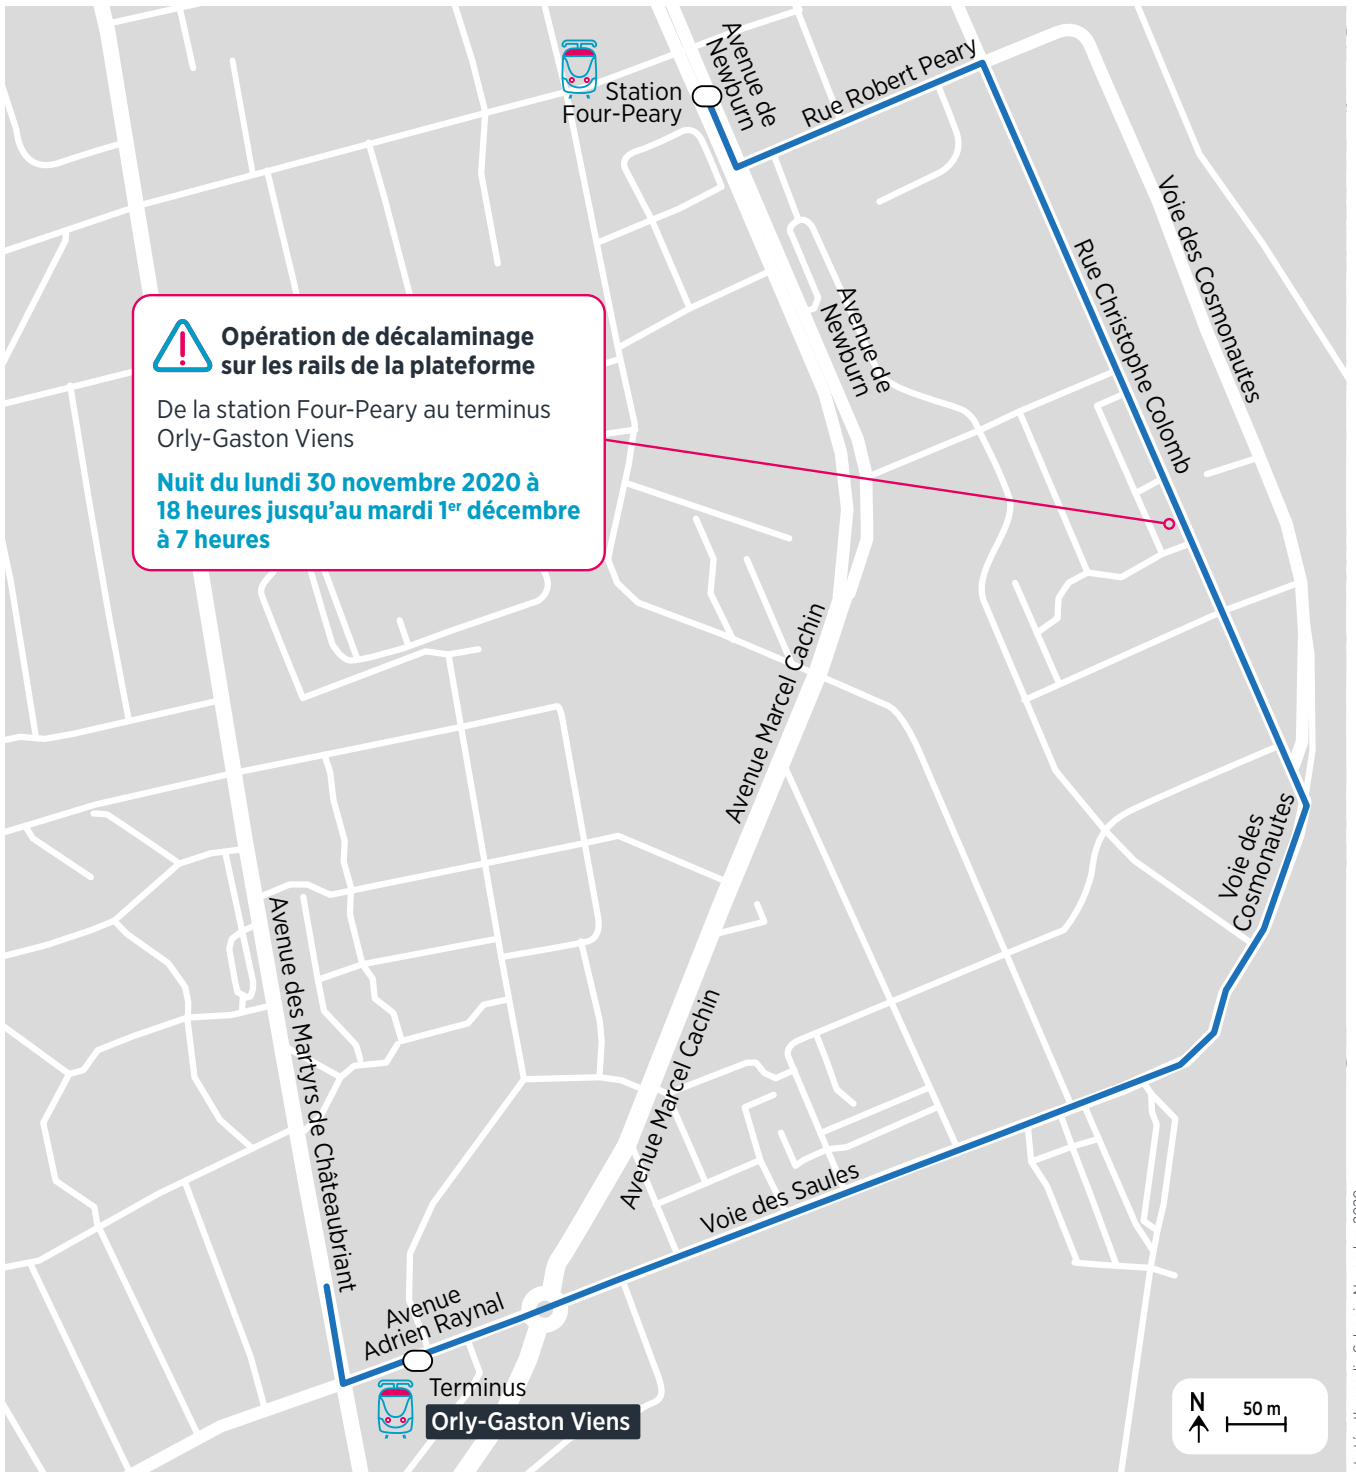 Avenue de
Newburn
Station
Four-Peary
Rue Robert Peary
Voie des Cosmonautes
Rue Christophe Colomb
Avenue de
Newburn
Opération de décalaminage
sur les rails de la plateforme
De la station Four-Peary au terminus
Orly-Gaston Viens
Nuit du lundi 30 novembre 2020 à
18 heures jusqu’au mardi 1er décembre
à 7 heures
Avenue Marcel Cachin
Voie des
Cosmonautes
Avenue des Martyrs de Châteaubriant
Avenue Marcel Cachin
Voie des Saules
Avenue
Adrien Raynal
Terminus
Orly-Gaston Viens
N
50 m